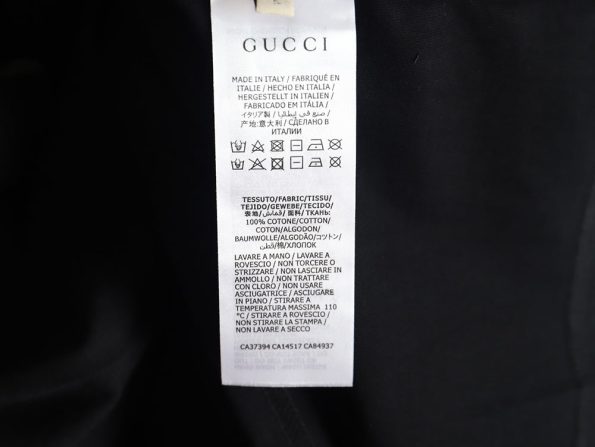 GUCCI
MADE IN ITALY / FABRIQUÉ EN
ITALIE / HECHO EN ITALIA /
HERGESTELLT IN ITALIEN /
FABRICADO EM ITÁLIA /
イタリア製 / صنع في إيطاليا /
产地:意大利 / СДЕЛАНО В
ИТАЛИИ
TESSUTO/FABRIC/TISSU/
TEJIDO/GEWEBE/TECIDO/
表地/قماش/ 面料/ ТКАНЬ:
100% COTONE/COTTON/
COTON/ALGODON/
BAUMWOLLE/ALGODÃO/コツトン/
قطن/棉/ХЛОПОК
LAVARE A MANO / LAVARE A
ROVESCIO / NON TORCERE O
STRIZZARE / NON LASCIARE IN
AMMOLLO / NON TRATTARE
CON CLORO / NON USARE
ASCIUGATRICE / ASCIUGARE
IN PIANO / STIRARE A
TEMPERATURA MASSIMA 110
°C / STIRARE A ROVESCIO /
NON STIRARE LA STAMPA /
NON LAVARE A SECCO
CA37394 CA14517 CA84937